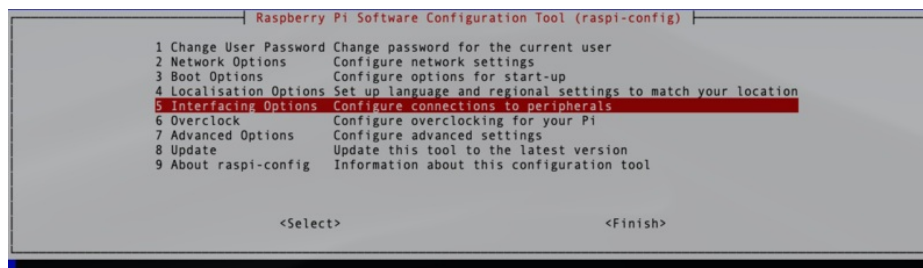 Raspberry Pi Software Configuration Tool (raspi-config)
1 Change User Password Change password for the current user
2 Network Options Configure network settings
3 Boot Options Configure options for start-up
4 Localisation Options Set up language and regional settings to match your location
5 Interfacing Options Configure connections to peripherals
6 Overclock Configure overclocking for your Pi
7 Advanced Options Configure advanced settings
8 Update Update this tool to the latest version
9 About raspi-config Information about this configuration tool
<Select> <Finish>